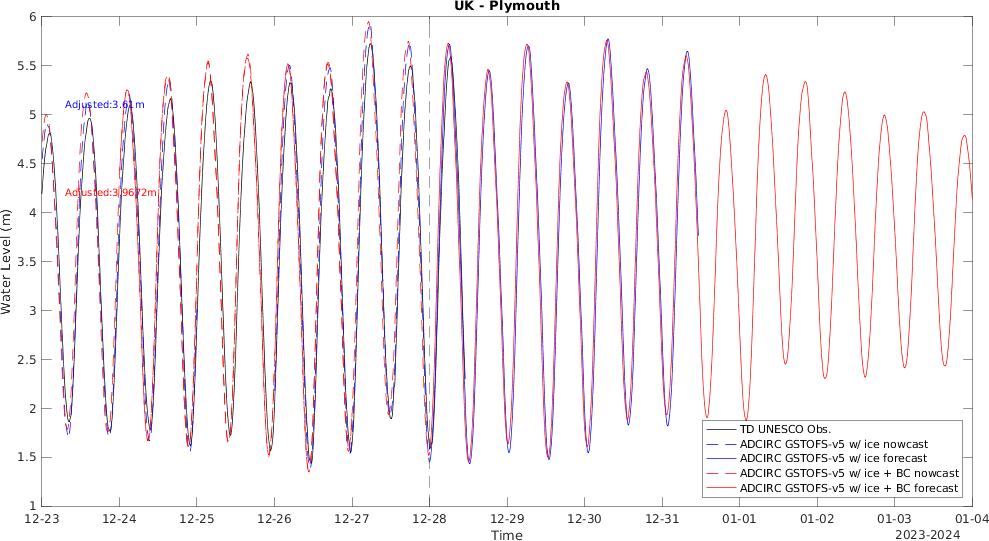 UK - Plymouth
6
5.5
5
4.5
4
3.5
3
2.5
2
1.5
1
Water Level (m)
Adjusted:3.61m
Adjusted:3.9672m
TD UNESCO Obs.
ADCIRC GSTOFS-v5 w/ ice nowcast
ADCIRC GSTOFS-v5 w/ ice forecast
ADCIRC GSTOFS-v5 w/ ice + BC nowcast
ADCIRC GSTOFS-v5 w/ ice + BC forecast
12-23 12-24 12-25 12-26 12-27 12-28 12-29 12-30 12-31 01-01 01-02 01-03 01-04
Time
2023-2024